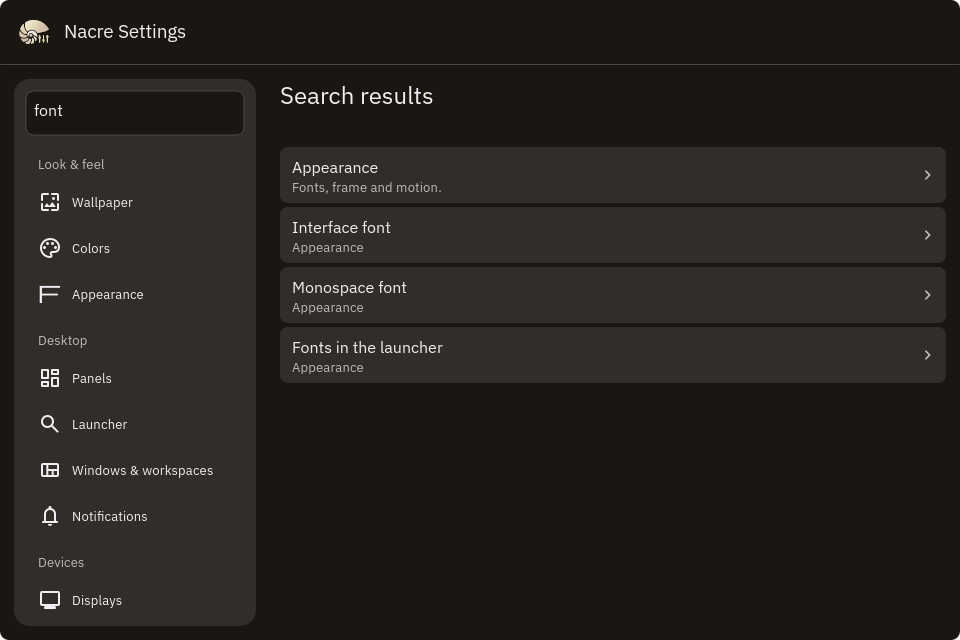 Nacre Settings
font
Look & feel
Wallpaper
Colors
Appearance
Desktop
Panels
Launcher
Windows & workspaces
Notifications
Devices
Displays
Search results
Appearance
Fonts, frame and motion.
Interface font
Appearance
Monospace font
Appearance
Fonts in the launcher
Appearance